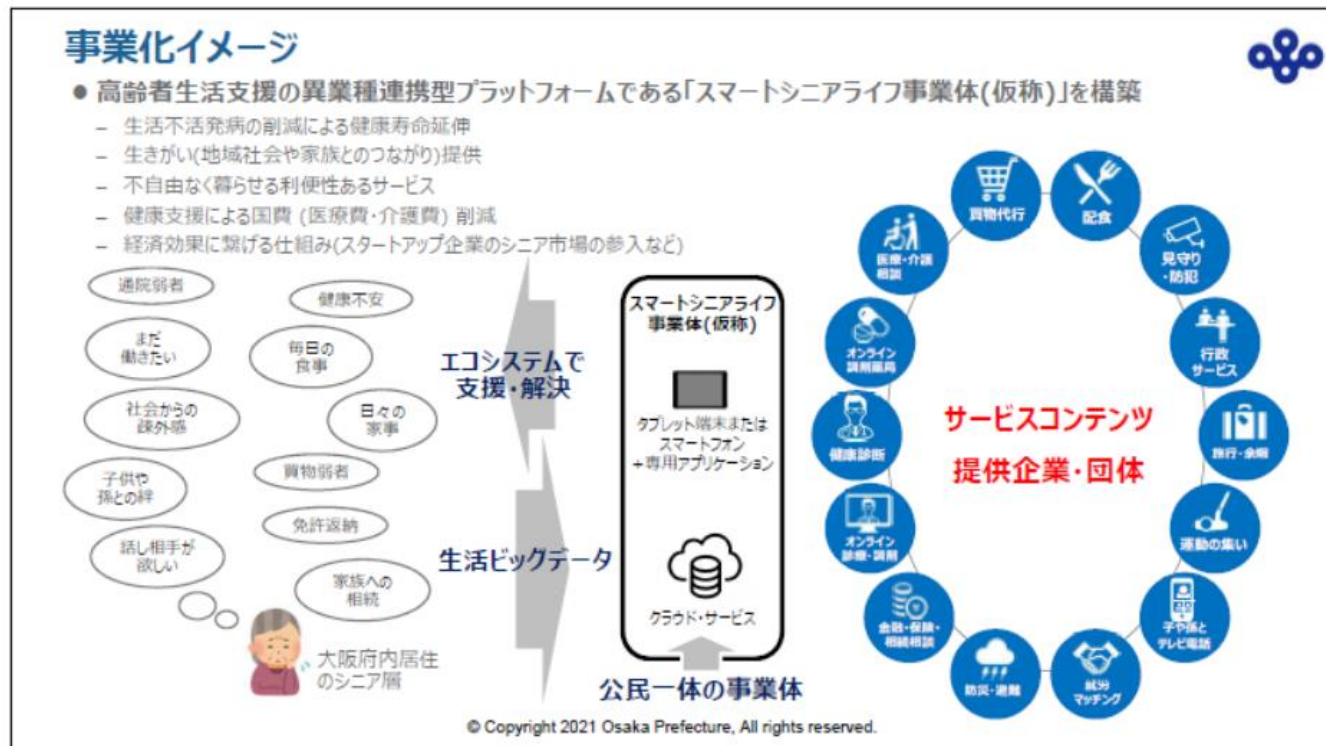 事業化イメージ
● 高齢者生活支援の異業種連携型プラットフォームである「スマートシニアライフ事業体(仮称)」を構築
– 生活不活発病の削減による健康寿命延伸
– 生きがい(地域社会や家族とのつながり)提供
– 不自由なく暮らせる利便性あるサービス
– 健康支援による国費 (医療費・介護費) 削減
– 経済効果に繋げる仕組み(スタートアップ企業のシニア市場の参入など)
通院弱者
健康不安
まだ
働きたい
毎日の
食事
社会からの
疎外感
日々の
家事
子供や
孫との絆
買物弱者
免許返納
話し相手が
欲しい
家族への
相続
大阪府内居住
のシニア層
エコシステムで
支援・解決
生活ビッグデータ
スマートシニアライフ
事業体(仮称)
タブレット端末または
スマートフォン
+専用アプリケーション
クラウド・サービス
公民一体の事業体
サービスコンテンツ
提供企業・団体
買物代行
配食
見守り
・防犯
行政
サービス
旅行・余暇
運動の集い
子や孫と
テレビ電話
就労
マッチング
防災・避難
金融・保険・
相続相談
オンライン
診療・調剤
健康診断
オンライン
調剤薬局
医療・介護
相談
© Copyright 2021 Osaka Prefecture, All rights reserved.